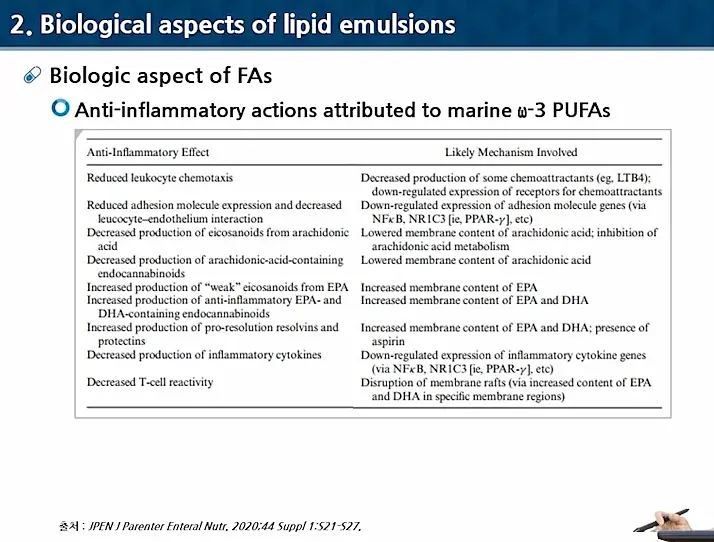 2. Biological aspects of lipid emulsions
Biologic aspect of FAs
Anti-inflammatory actions attributed to marine ω-3 PUFAs
Anti-Inflammatory Effect Likely Mechanism Involved
Reduced leukocyte chemotaxis Decreased production of some chemoattractants (eg, LTB4);
down-regulated expression of receptors for chemoattractants
Reduced adhesion molecule expression and decreased Down-regulated expression of adhesion molecule genes (via
leucocyte–endothelium interaction NFκB, NR1C3 [ie, PPAR-γ], etc)
Decreased production of eicosanoids from arachidonic Lowered membrane content of arachidonic acid; inhibition of
acid arachidonic acid metabolism
Decreased production of arachidonic-acid-containing Lowered membrane content of arachidonic acid
endocannabinoids
Increased production of “weak” eicosanoids from EPA Increased membrane content of EPA
Increased production of anti-inflammatory EPA- and Increased membrane content of EPA and DHA
DHA-containing endocannabinoids
Increased production of pro-resolution resolvins and Increased membrane content of EPA and DHA; presence of
protectins aspirin
Decreased production of inflammatory cytokines Down-regulated expression of inflammatory cytokine genes
(via NFκB, NR1C3 [ie, PPAR-γ], etc)
Decreased T-cell reactivity Disruption of membrane rafts (via increased content of EPA
and DHA in specific membrane regions)
출처 : JPEN J Parenter Enteral Nutr. 2020;44 Suppl 1:S21-S27.